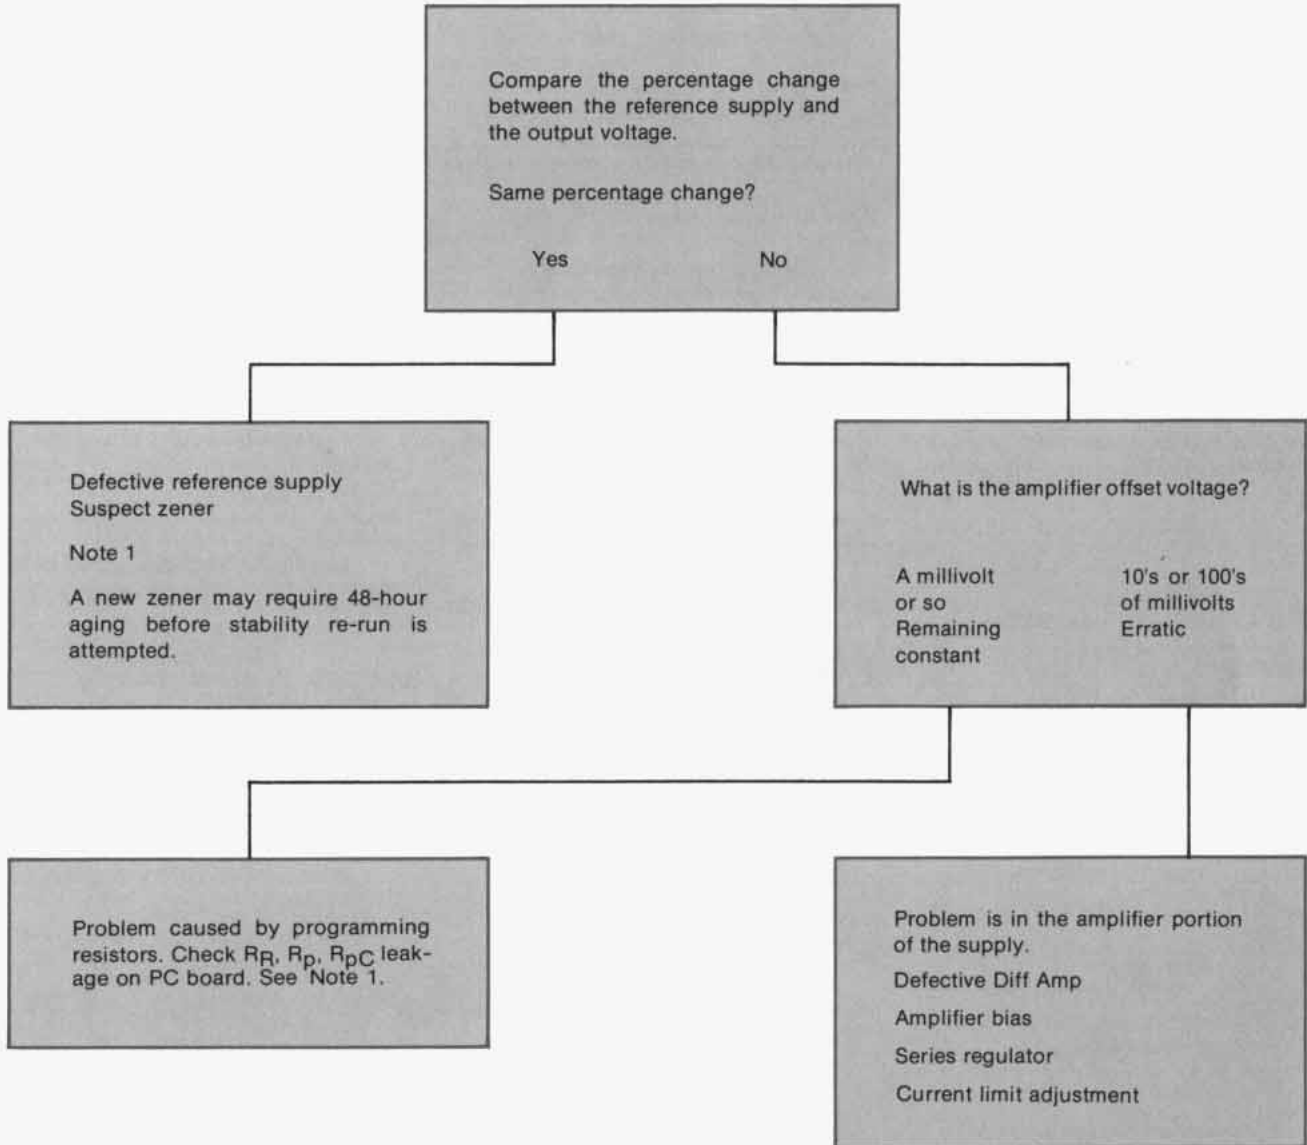 Compare the percentage change
between the reference supply and
the output voltage.
Same percentage change?
Yes No
Defective reference supply
Suspect zener
Note 1
A new zener may require 48-hour
aging before stability re-run is
attempted.
What is the amplifier offset voltage?
A millivolt
or so
Remaining
constant
10's or 100's
of millivolts
Erratic
Problem caused by programming
resistors. Check RR, Rp, RpC leak-
age on PC board. See Note 1.
Problem is in the amplifier portion
of the supply.
Defective Diff Amp
Amplifier bias
Series regulator
Current limit adjustment